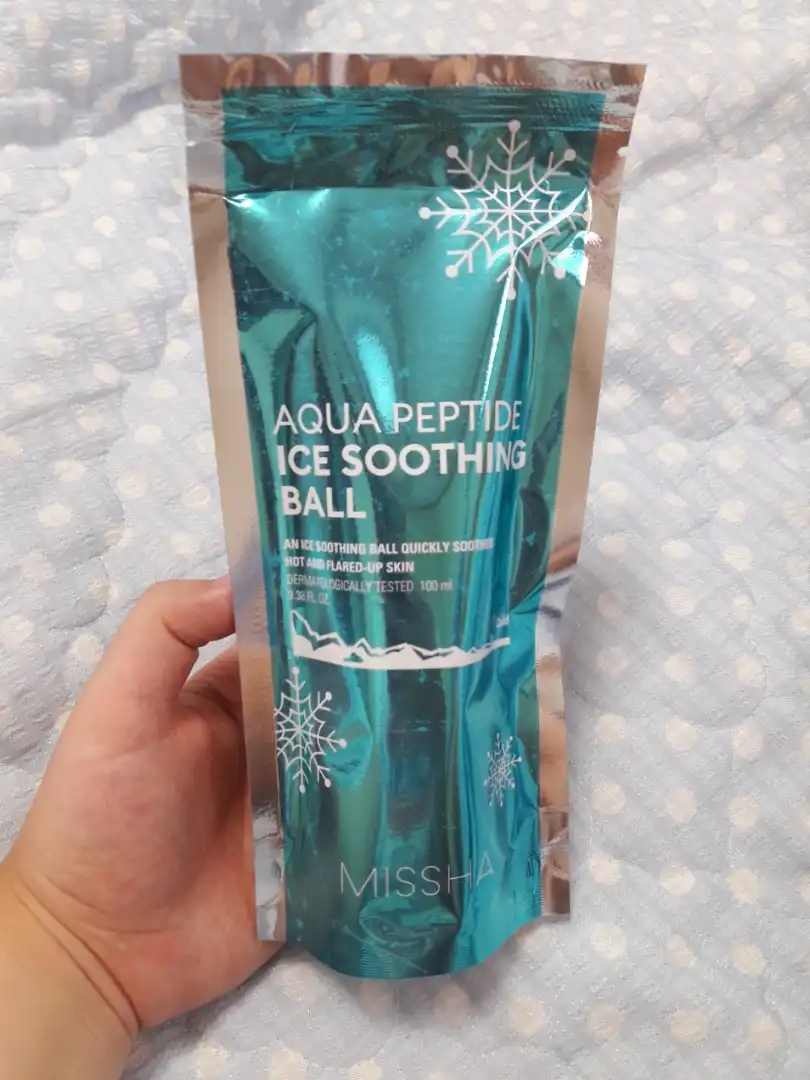 AQUA PEPTIDE
ICE SOOTHING
BALL
AN ICE SOOTHING BALL QUICKLY
HOT AND FLARED-UP SKIN
DERMATOLOGICALLY TESTED 100 ml
3.38 FL. OZ.
MISSHA